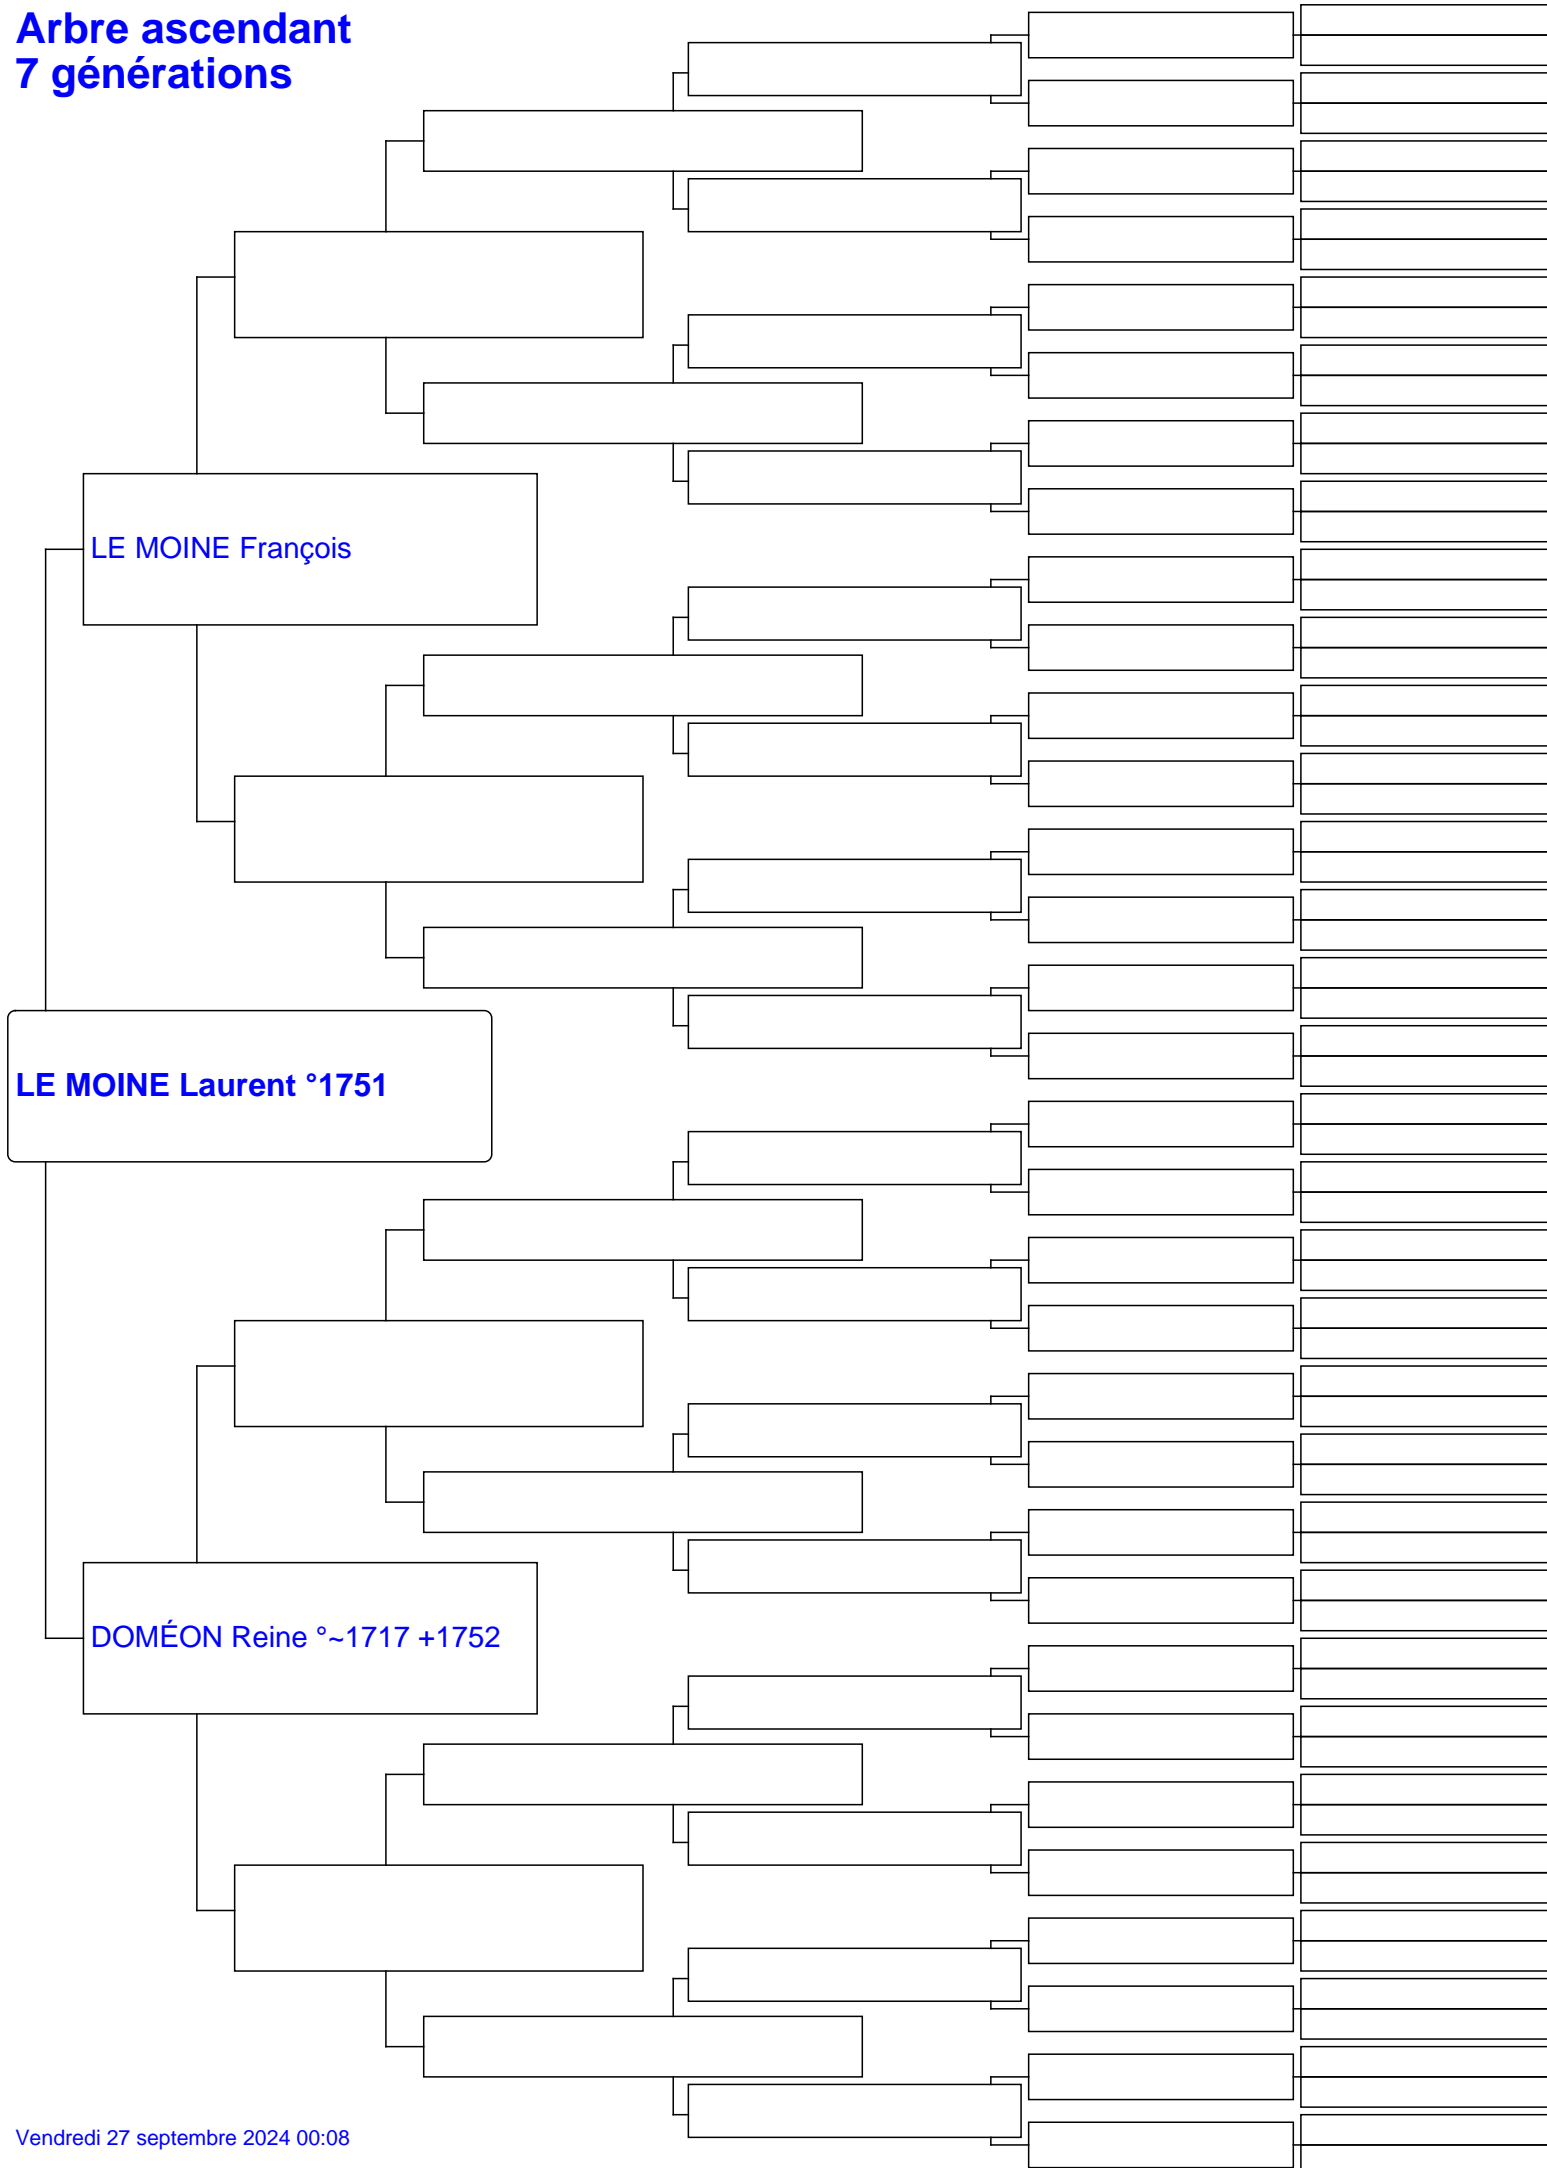 Arbre ascendant
7 générations
LE MOINE François
LE MOINE Laurent °1751
DOMÉON Reine °~1717 +1752
Vendredi 27 septembre 2024 00:08